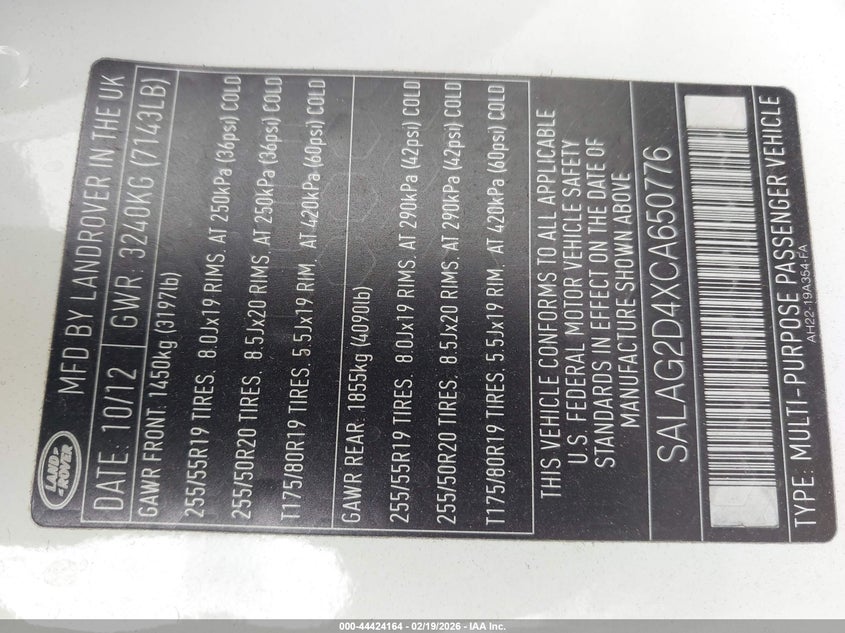 LAND
ROVER
MFD BY LANDROVER IN THE UK
DATE: 10/12 GWR: 3240KG (7143LB)
GAWR FRONT: 1450kg (3197lb)
255/55R19 TIRES. 8.0Jx19 RIMS. AT 250kPa (36psi) COLD
255/50R20 TIRES. 8.5Jx20 RIMS. AT 250kPa (36psi) COLD
T175/80R19 TIRES. 5.5Jx19 RIM. AT 420kPa (60psi) COLD
GAWR REAR: 1855kg (4090lb)
255/55R19 TIRES. 8.0Jx19 RIMS. AT 290kPa (42psi) COLD
255/50R20 TIRES. 8.5Jx20 RIMS. AT 290kPa (42psi) COLD
T175/80R19 TIRES. 5.5Jx19 RIM. AT 420kPa (60psi) COLD
THIS VEHICLE CONFORMS TO ALL APPLICABLE
U.S. FEDERAL MOTOR VEHICLE SAFETY
STANDARDS IN EFFECT ON THE DATE OF
MANUFACTURE SHOWN ABOVE
SALAG2D4XCA650776
TYPE: MULTI-PURPOSE PASSENGER VEHICLE
AH22-19A354-FA
000-44424164 - 02/19/2026 - IAA Inc.